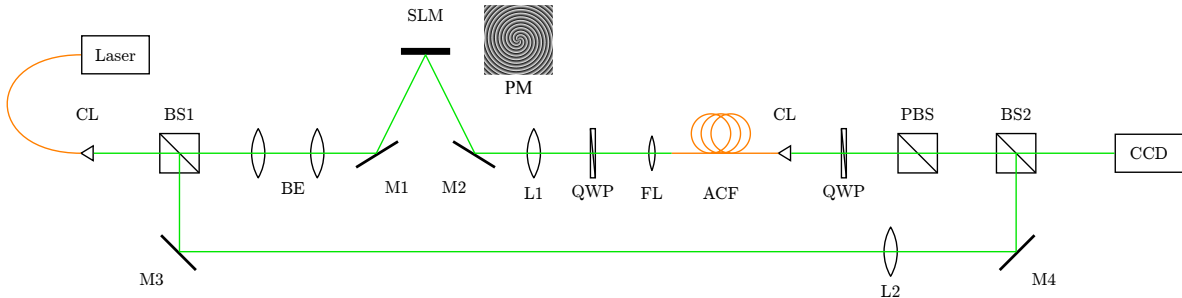 SLM
Laser
PM
CL
BS1
CL
PBS
BS2
CCD
BE
M1
M2
L1
QWP
FL
ACF
QWP
M3
L2
M4